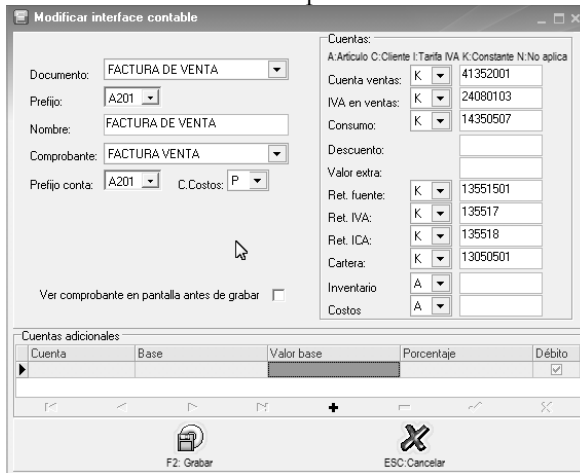 Modificar interface contable
Documento: FACTURA DE VENTA
Prefijo: A201
Nombre: FACTURA DE VENTA
Comprobante: FACTURA VENTA
Prefijo conta: A201 C.Costos: P
Ver comprobante en pantalla antes de grabar
Cuentas:
A:Artículo C:Cliente I:Tarifa IVA K:Constante N:No aplica
Cuenta ventas: K 41352001
IVA en ventas: K 24080103
Consumo: K 14350507
Descuento:
Valor extra:
Ret. fuente: K 13551501
Ret. IVA: K 135517
Ret. ICA: K 135518
Cartera: K 13050501
Inventario A
Costos A
Cuentas adicionales
Cuenta Base Valor base Porcentaje Débito
F2: Grabar ESC:Cancelar